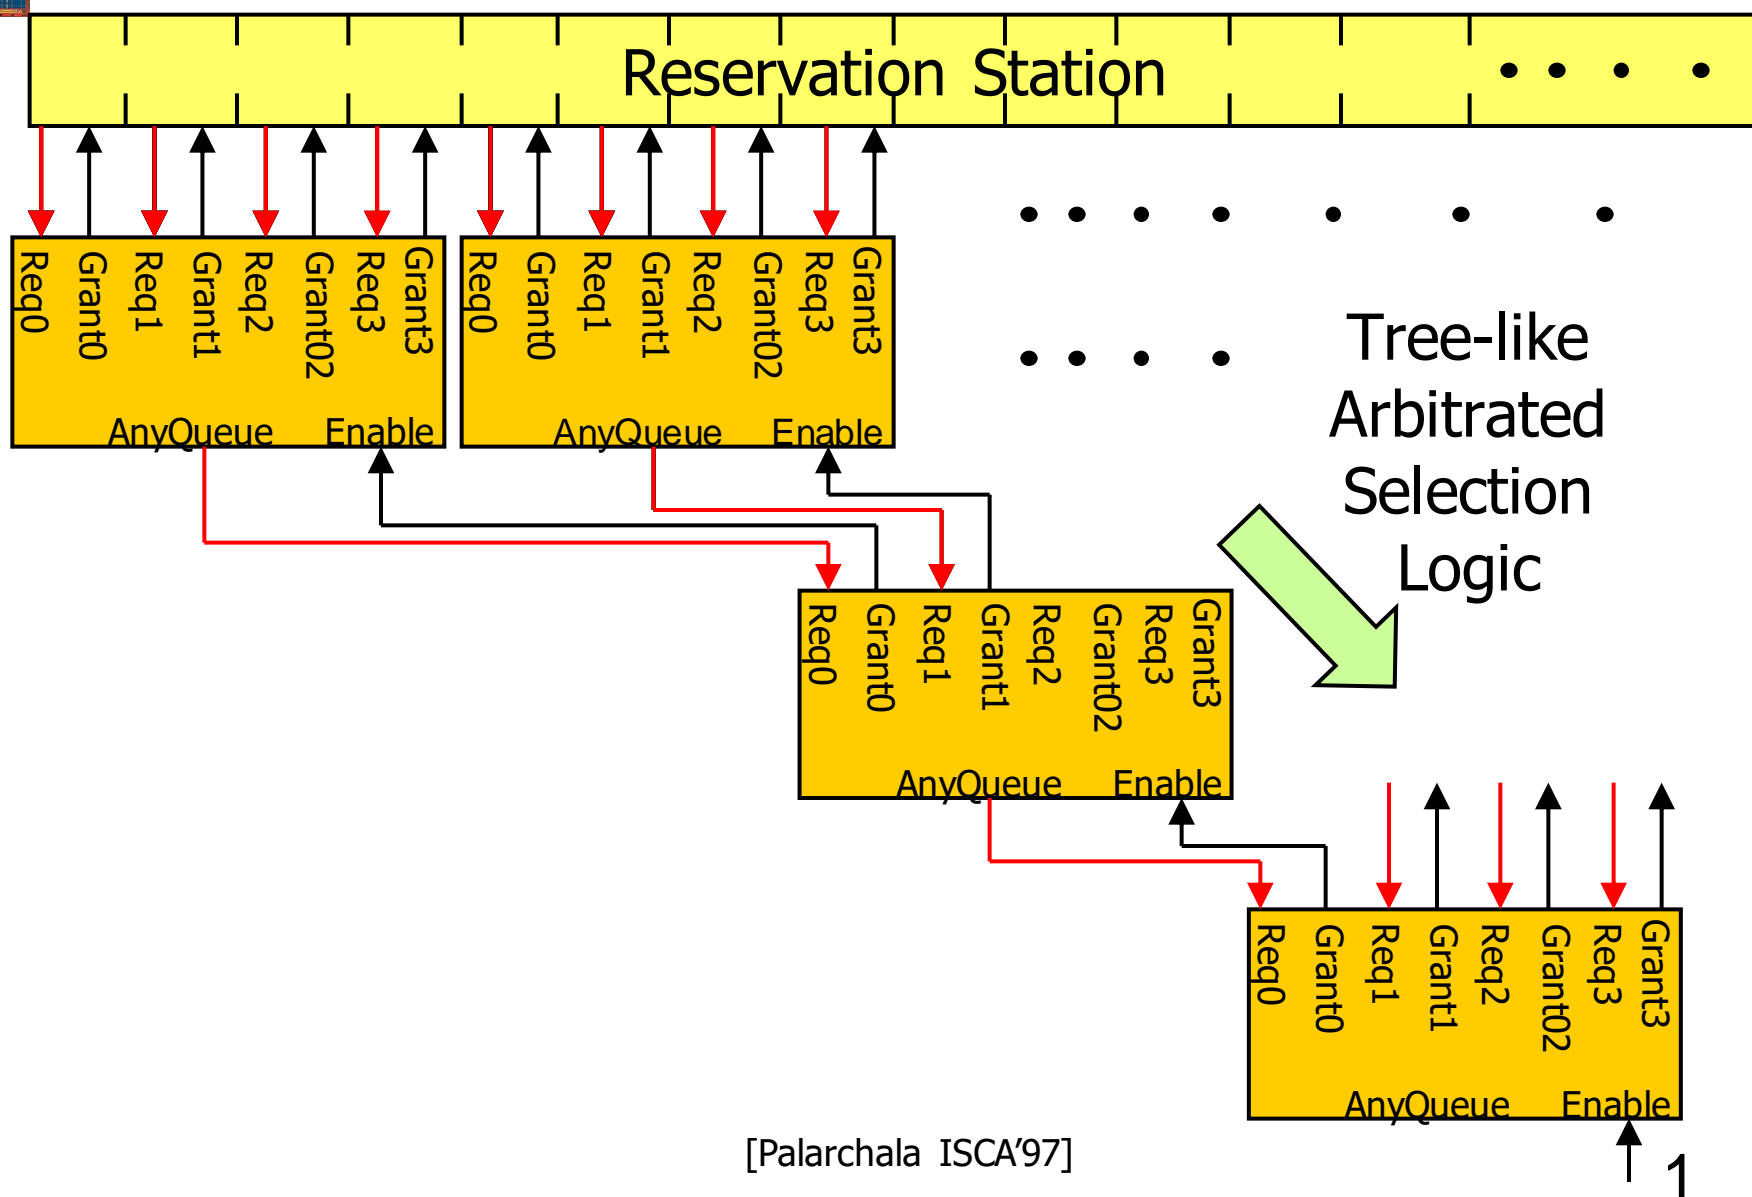 Reservation Station
Req0 Grant0 Req1 Grant1 Req2 Grant02 Req3 Grant3
AnyQueue Enable
Req0 Grant0 Req1 Grant1 Req2 Grant02 Req3 Grant3
AnyQueue Enable
Tree-like
Arbitrated
Selection
Logic
Req0 Grant0 Req1 Grant1 Req2 Grant02 Req3 Grant3
AnyQueue Enable
Req0 Grant0 Req1 Grant1 Req2 Grant02 Req3 Grant3
AnyQueue Enable
[Palarchala ISCA'97]
1